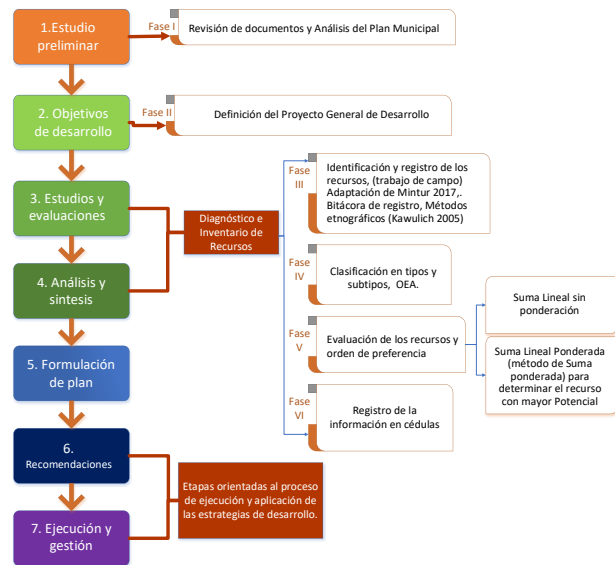 1.Estudio
preliminar
Fase I
Revisión de documentos y Análisis del Plan Municipal
2. Objetivos
de desarrollo
Fase II
Definición del Proyecto General de Desarrollo
3. Estudios y
evaluaciones
4. Análisis y
sintesis
Diagnóstico e
Inventario de
Recursos
Fase
III
Identificación y registro de los
recursos, (trabajo de campo)
Adaptación de Mintur 2017,.
Bitácora de registro, Métodos
etnográficos (Kawulich 2005)
Fase
IV
Clasificación en tipos y
subtipos, OEA.
Fase
V
Evaluación de los recursos y
orden de preferencia
Suma Lineal sin
ponderación
Suma Lineal Ponderada
(método de Suma
ponderada) para
determinar el recurso
con mayor Potencial
Fase
VI
Registro de la
información en cédulas
5. Formulación
de plan
6.
Recomendaciones
7. Ejecución y
gestión
Etapas orientadas al proceso
de ejecución y aplicación de
las estrategias de desarrollo.